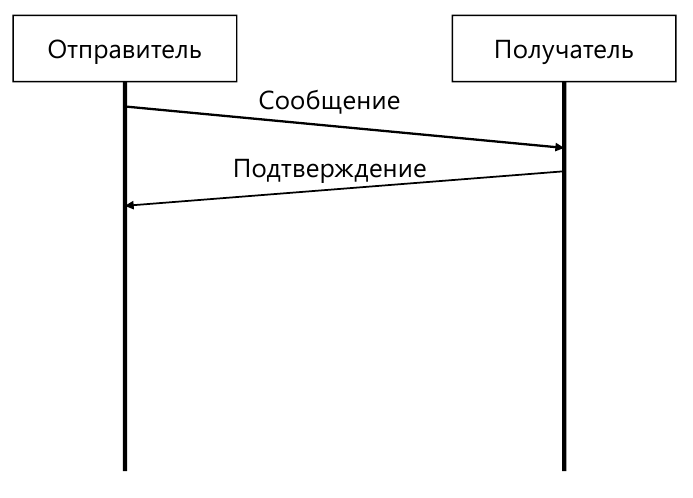 Отправитель
Получатель
Сообщение
Подтверждение